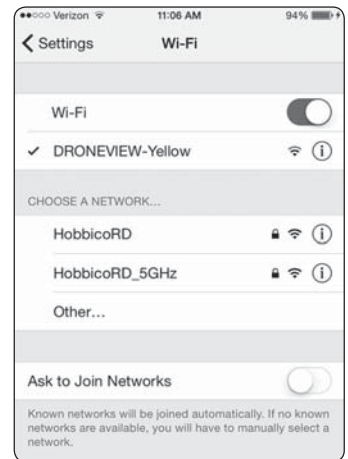 Verizon 11:06 AM 94%
Settings Wi-Fi
Wi-Fi
DRONEVIEW-Yellow
CHOOSE A NETWORK...
HobbicoRD
HobbicoRD_5GHz
Other...
Ask to Join Networks
Known networks will be joined automatically. If no known
networks are available, you will have to manually select a
network.